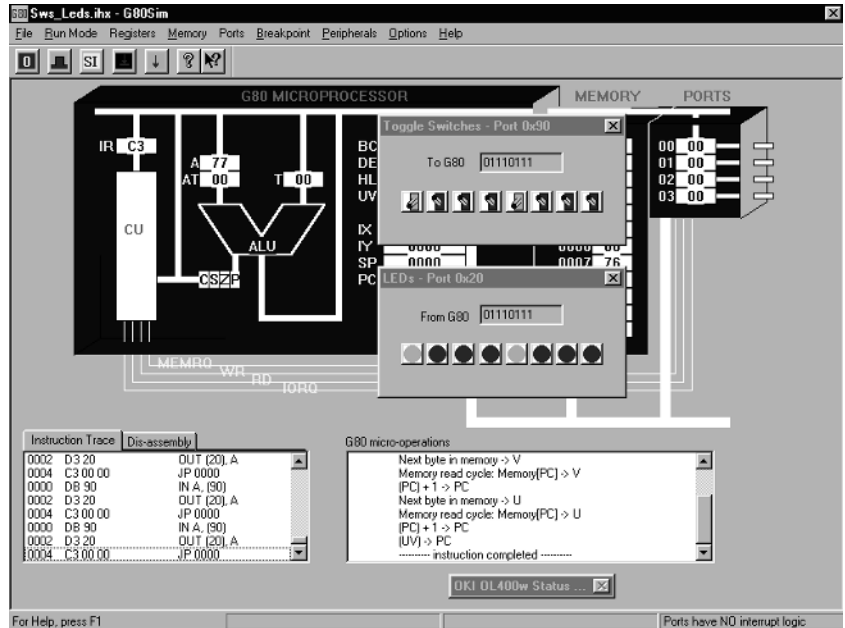 Sws_Leds.ihx - G80Sim
File Run Mode Registers Memory Ports Breakpoint Peripherals Options Help
0 SI ↓ ? ?
G80 MICROPROCESSOR MEMORY PORTS
Toggle Switches - Port 0x90
To G80 01110111
IR C3
A 77
AT 00 T 00
CU
ALU
C S Z P
BC
DE
HL
UV
IX
IY 0000
SP 0000
PC
0007 76
00 00
01 00
02 00
03 00
LEDs - Port 0x20
From G80 01110111
MEMRQ
WR
RD
IORQ
Instruction Trace Dis-assembly
0002 D3 20 OUT (20), A
0004 C3 00 00 JP 0000
0000 DB 90 IN A, (90)
0002 D3 20 OUT (20), A
0004 C3 00 00 JP 0000
0000 DB 90 IN A, (90)
0002 D3 20 OUT (20), A
0004 C3 00 00 JP 0000
G80 micro-operations
Next byte in memory -> V
Memory read cycle: Memory[PC] -> V
(PC) + 1 -> PC
Next byte in memory -> U
Memory read cycle: Memory[PC] -> U
(PC) + 1 -> PC
(UV) -> PC
---------- instruction completed ----------
OKI OL400w Status ...
For Help, press F1 Ports have NO interrupt logic